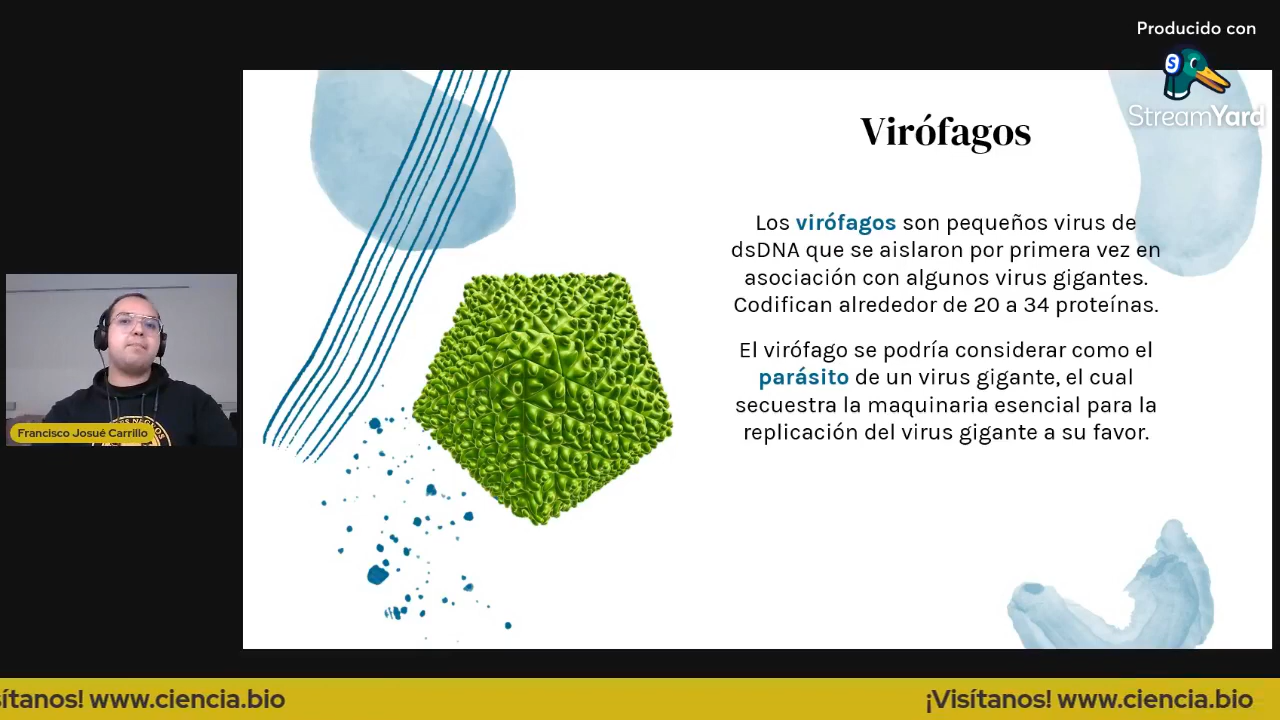 Producido con
StreamYard
Virófagos
Los virófagos son pequeños virus de
dsDNA que se aislaron por primera vez en
asociación con algunos virus gigantes.
Codifican alrededor de 20 a 34 proteínas.
El virófago se podría considerar como el
parásito de un virus gigante, el cual
secuestra la maquinaria esencial para la
replicación del virus gigante a su favor.
Francisco Josué Carrillo
sítanos! www.ciencia.bio
¡Visítanos! www.ciencia.bio